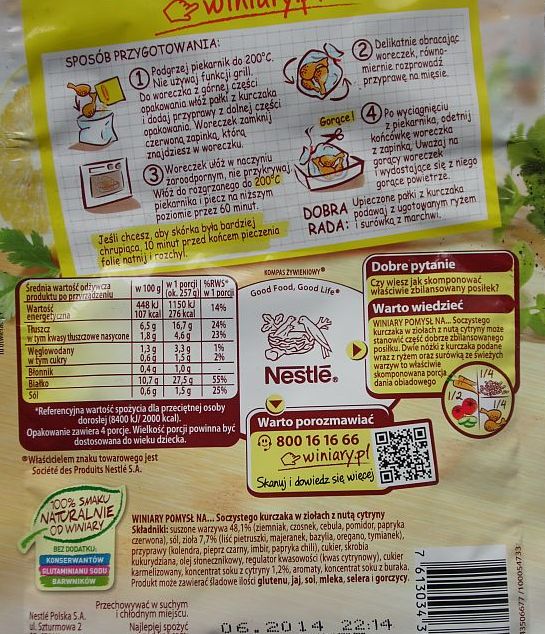 winiary.pl
SPOSÓB PRZYGOTOWANIA:
1 Podgrzej piekarnik do 200°C.
Nie używaj funkcji grill.
Do woreczka z górnej części
opakowania włóż pałki z kurczaka
i dodaj przyprawy z dolnej części
opakowania. Woreczek zamknij
czerwoną zapinką, którą
znajdziesz w woreczku.
2 Delikatnie obracając
woreczek, równo-
miernie rozprowadź
przyprawę na mięsie.
3 Woreczek ułóż w naczyniu
żaroodpornym, nie przykrywaj.
Włóż do rozgrzanego do 200°C
piekarnika i piecz na niższym
poziomie przez 60 minut.
Gorące!
4 Po wyciągnięciu
z piekarnika, odetnij
końcówkę woreczka
z zapinką. Uważaj na
gorący woreczek
i wydostające się z niego
gorące powietrze.
Jeśli chcesz, aby skórka była bardziej
chrupiąca, 10 minut przed końcem pieczenia
folię natnij i rozchyl.
DOBRA RADA: Upieczone pałki z kurczaka
podawaj z ugotowanym ryżem
i surówką z marchwi.
Średnia wartość odżywcza
produktu po przyrządzeniu
w 100 g
w 1 porcji
(ok. 257 g)
%RWS*
w 1 porcji
Wartość
energetyczna
448 kJ 1150 kJ
107 kcal 276 kcal
14%
Tłuszcz 6,5 g 16,7 g 24%
w tym kwasy tłuszczowe nasycone 1,8 g 4,6 g 23%
Węglowodany 1,3 g 3,3 g 1%
w tym cukry 0,6 g 1,5 g 2%
Błonnik 0,4 g 1,0 g -
Białko 10,7 g 27,5 g 55%
Sól 0,6 g 1,5 g 25%
*Referencyjna wartość spożycia dla przeciętnej osoby
dorosłej (8400 kJ/ 2000 kcal).
Opakowanie zawiera 4 porcje. Wielkość porcji powinna być
dostosowana do wieku dziecka.
®Właścicielem znaku towarowego jest
Société des Produits Nestlé S.A.
KOMPAS ŻYWIENIOWY®
Good Food, Good Life®
Nestlé®
Dobre pytanie
Czy wiesz jak skomponować
właściwie zbilansowany posiłek?
Warto wiedzieć
WINIARY POMYSŁ NA... Soczystego
kurczaka w ziołach z nutą cytryny może
stanowić część dobrze zbilansowanego
posiłku. Dwie nóżki z kurczaka podane
wraz z ryżem oraz surówką ze świeżych
warzyw to właściwie
skomponowana porcja
dania obiadowego
1/4
1/2
1/4
Warto porozmawiać
800 16 16 66
winiary.pl
Skanuj i dowiedz się więcej
100% SMAKU
NATURALNIE
OD WINIARY
BEZ DODATKU:
KONSERWANTÓW
GLUTAMINIANU SODU
BARWNIKÓW
WINIARY POMYSŁ NA... Soczystego kurczaka w ziołach z nutą cytryny
Składniki: suszone warzywa 48,1% (ziemniak, czosnek, cebula, pomidor, papryka
czerwona), sól, zioła 7,7% (liść pietruszki, majeranek, bazylia, oregano, tymianek),
przyprawy (kolendra, pieprz czarny, imbir, papryka chili), cukier, skrobia
kukurydziana, olej słonecznikowy, regulator kwasowości (kwas cytrynowy), cukier
karmelizowany, koncentrat soku z cytryny 1,2%, aromaty, koncentrat soku z buraka.
Produkt może zawierać śladowe ilości glutenu, jaj, soi, mleka, selera i gorczycy.
Przechowywać w suchym
i chłodnym miejscu.
Nestlé Polska S.A.
ul. Szturmowa 2
Najlepiej spożyć
06.2014 22:14